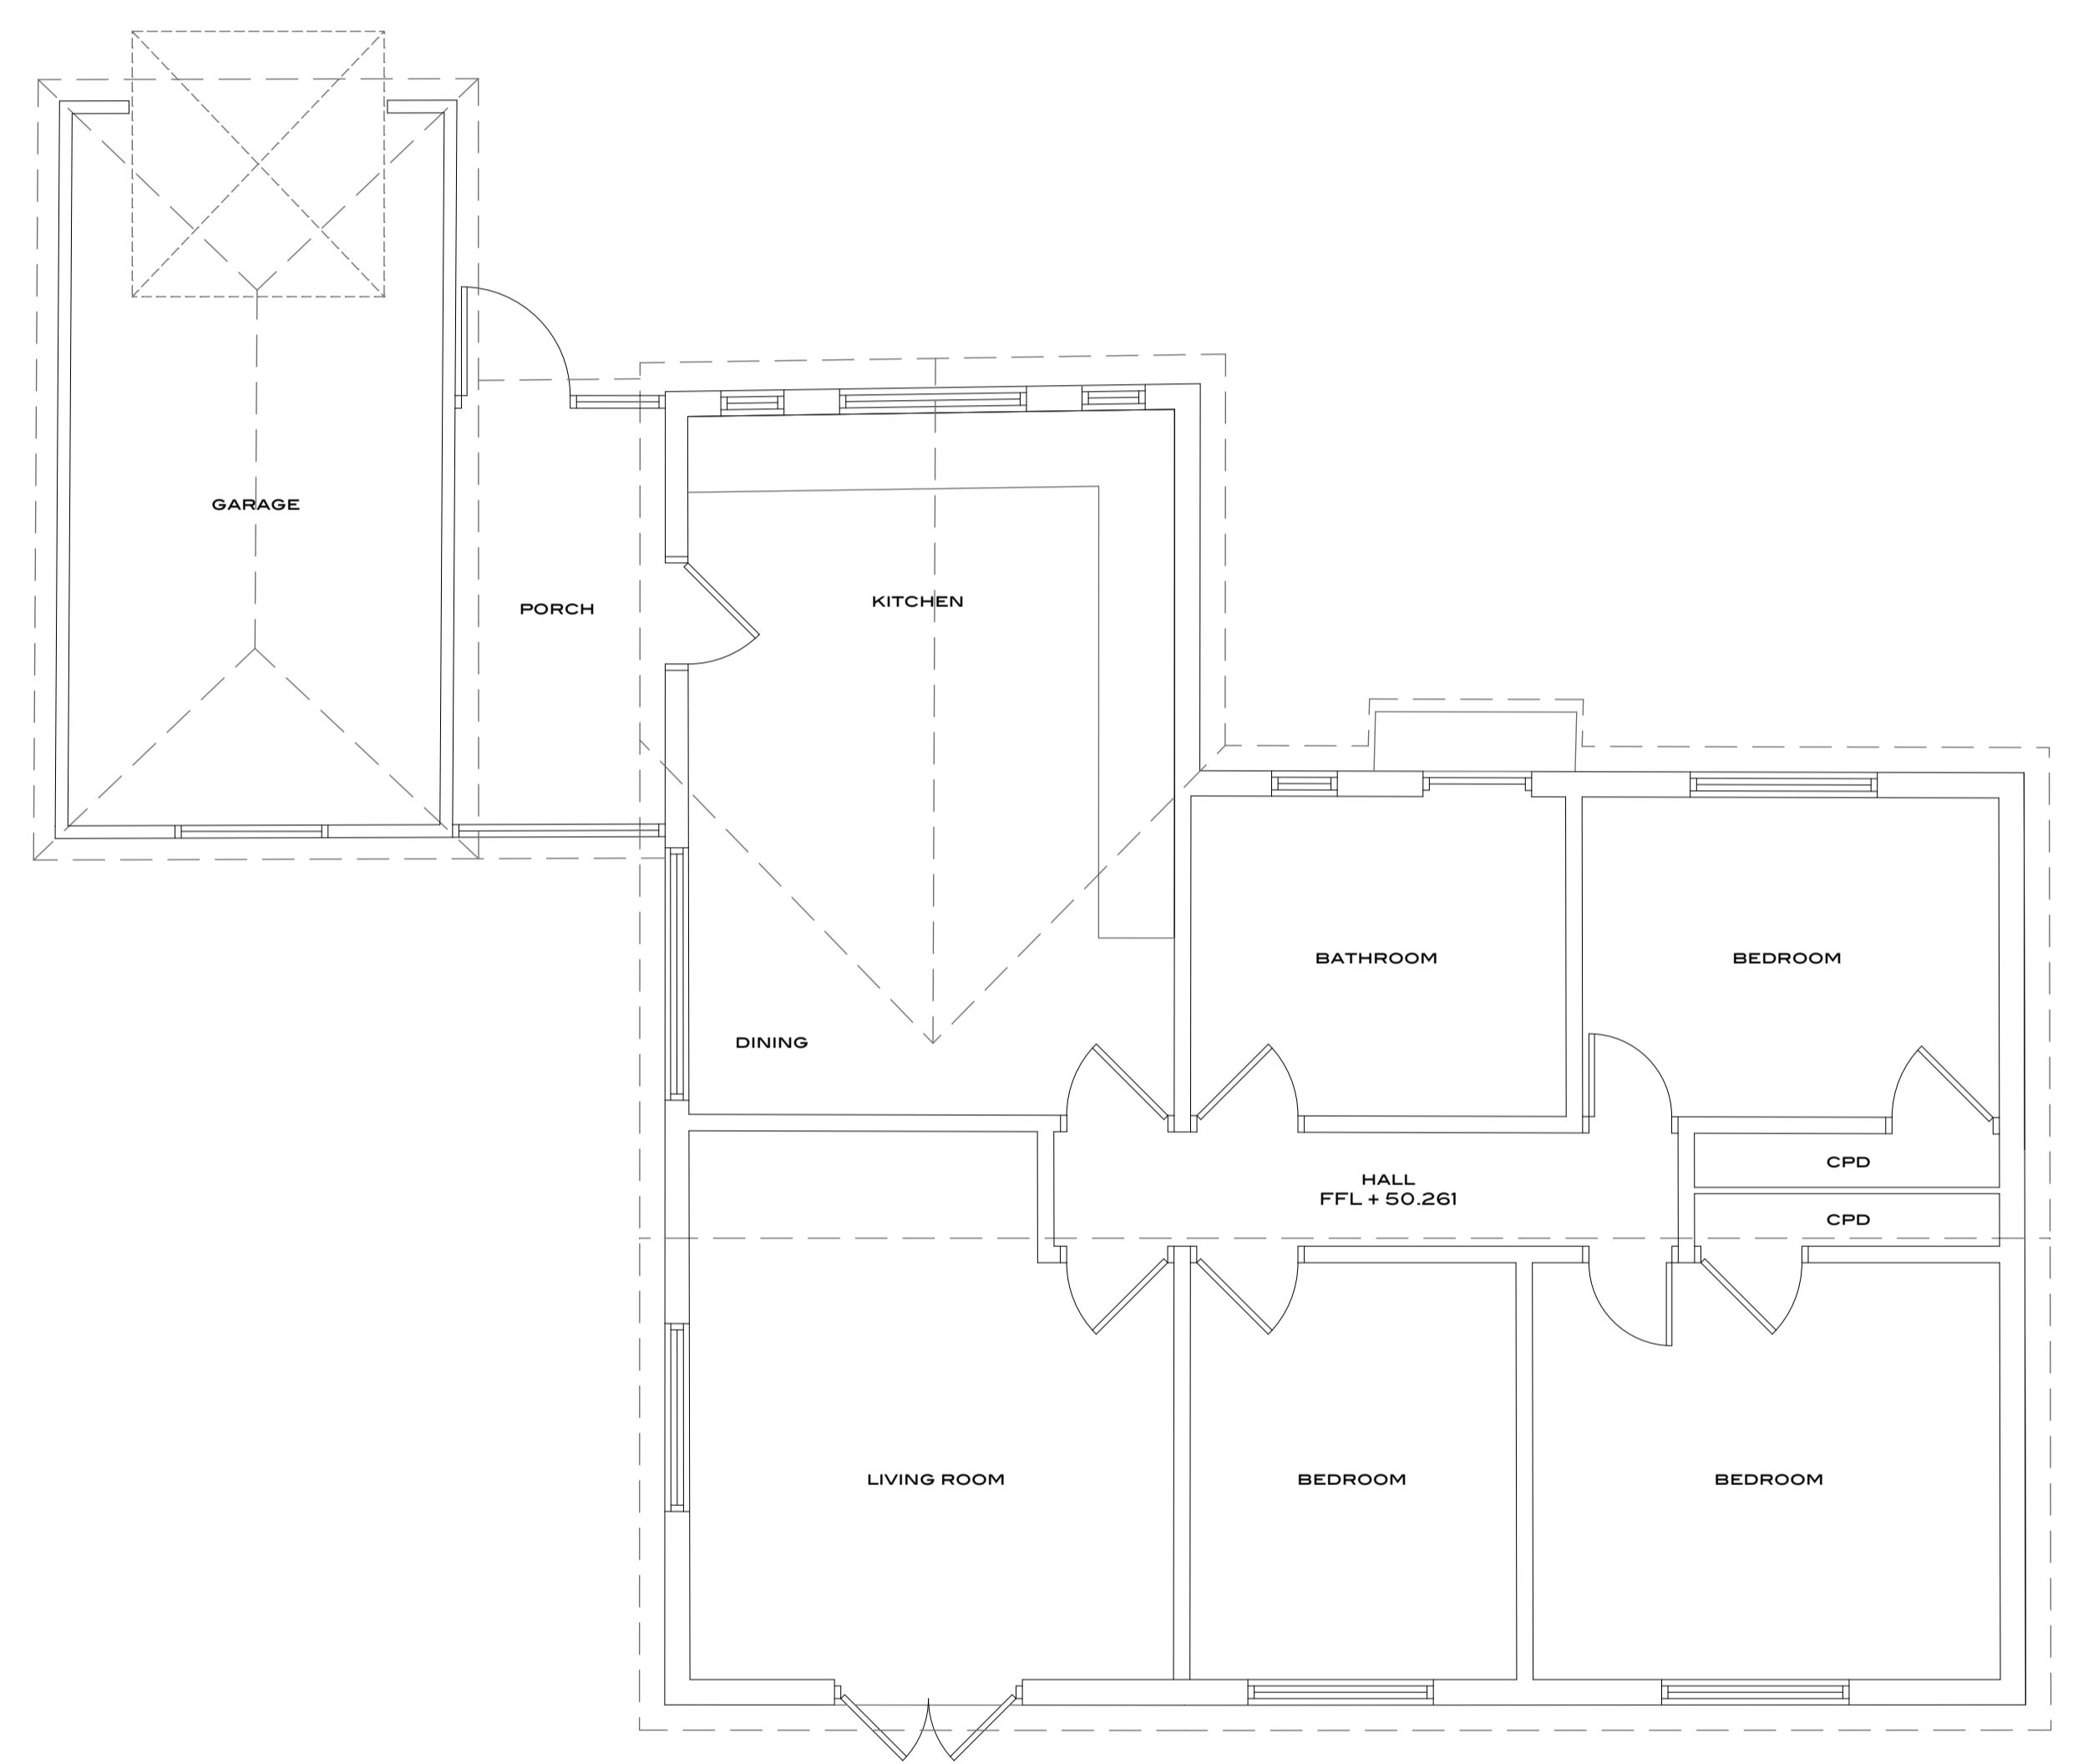 GARAGE
PORCH
KITCHEN
BATHROOM
BEDROOM
DINING
HALL
FFL + 50.261
CPD
CPD
LIVING ROOM
BEDROOM
BEDROOM